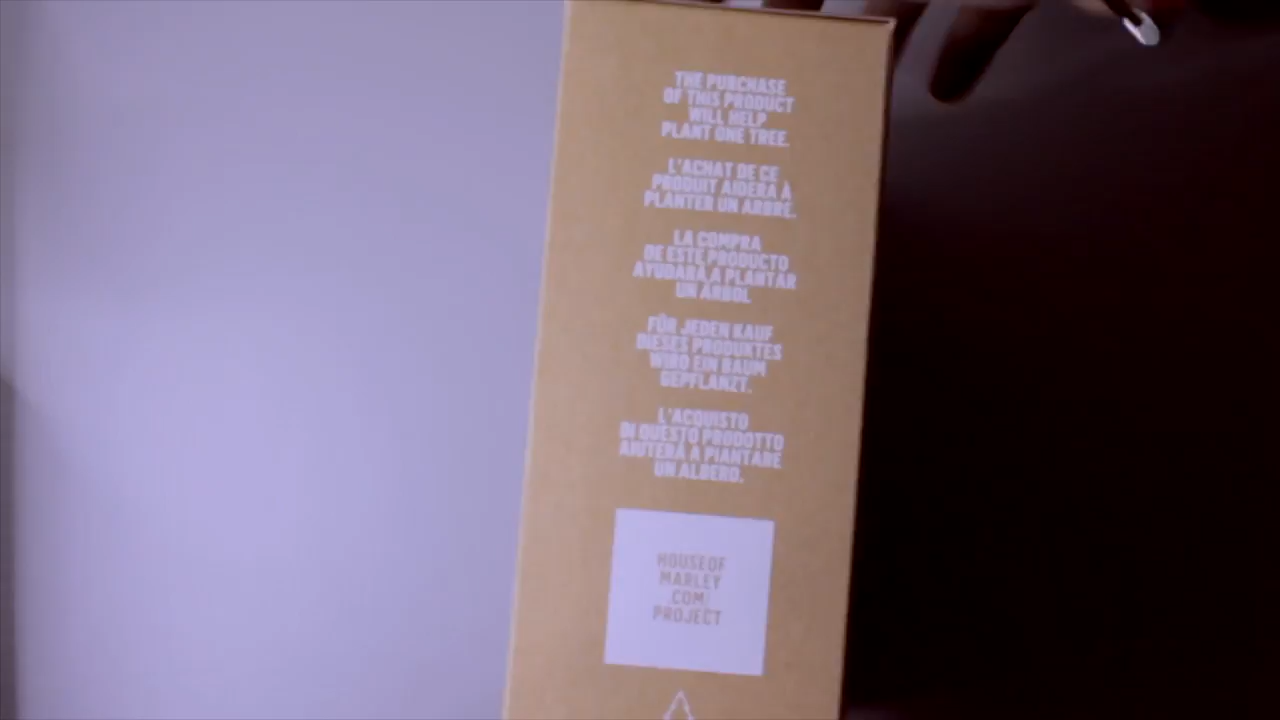 THE PURCHASE
OF THIS PRODUCT
WILL HELP
PLANT ONE TREE.
L'ACHAT DE CE
PRODUIT AIDERA À
PLANTER UN ARBRE.
LA COMPRA
DE ESTE PRODUCTO
AYUDARÁ A PLANTAR
UN ÁRBOL
FÜR JEDEN KAUF
DIESES PRODUKTES
WIRD EIN BAUM
GEPFLANZT.
L'ACQUISTO
DI QUESTO PRODOTTO
AIUTERÀ A PIANTARE
UN ALBERO.
HOUSE OF
MARLEY
COM/
PROJECT